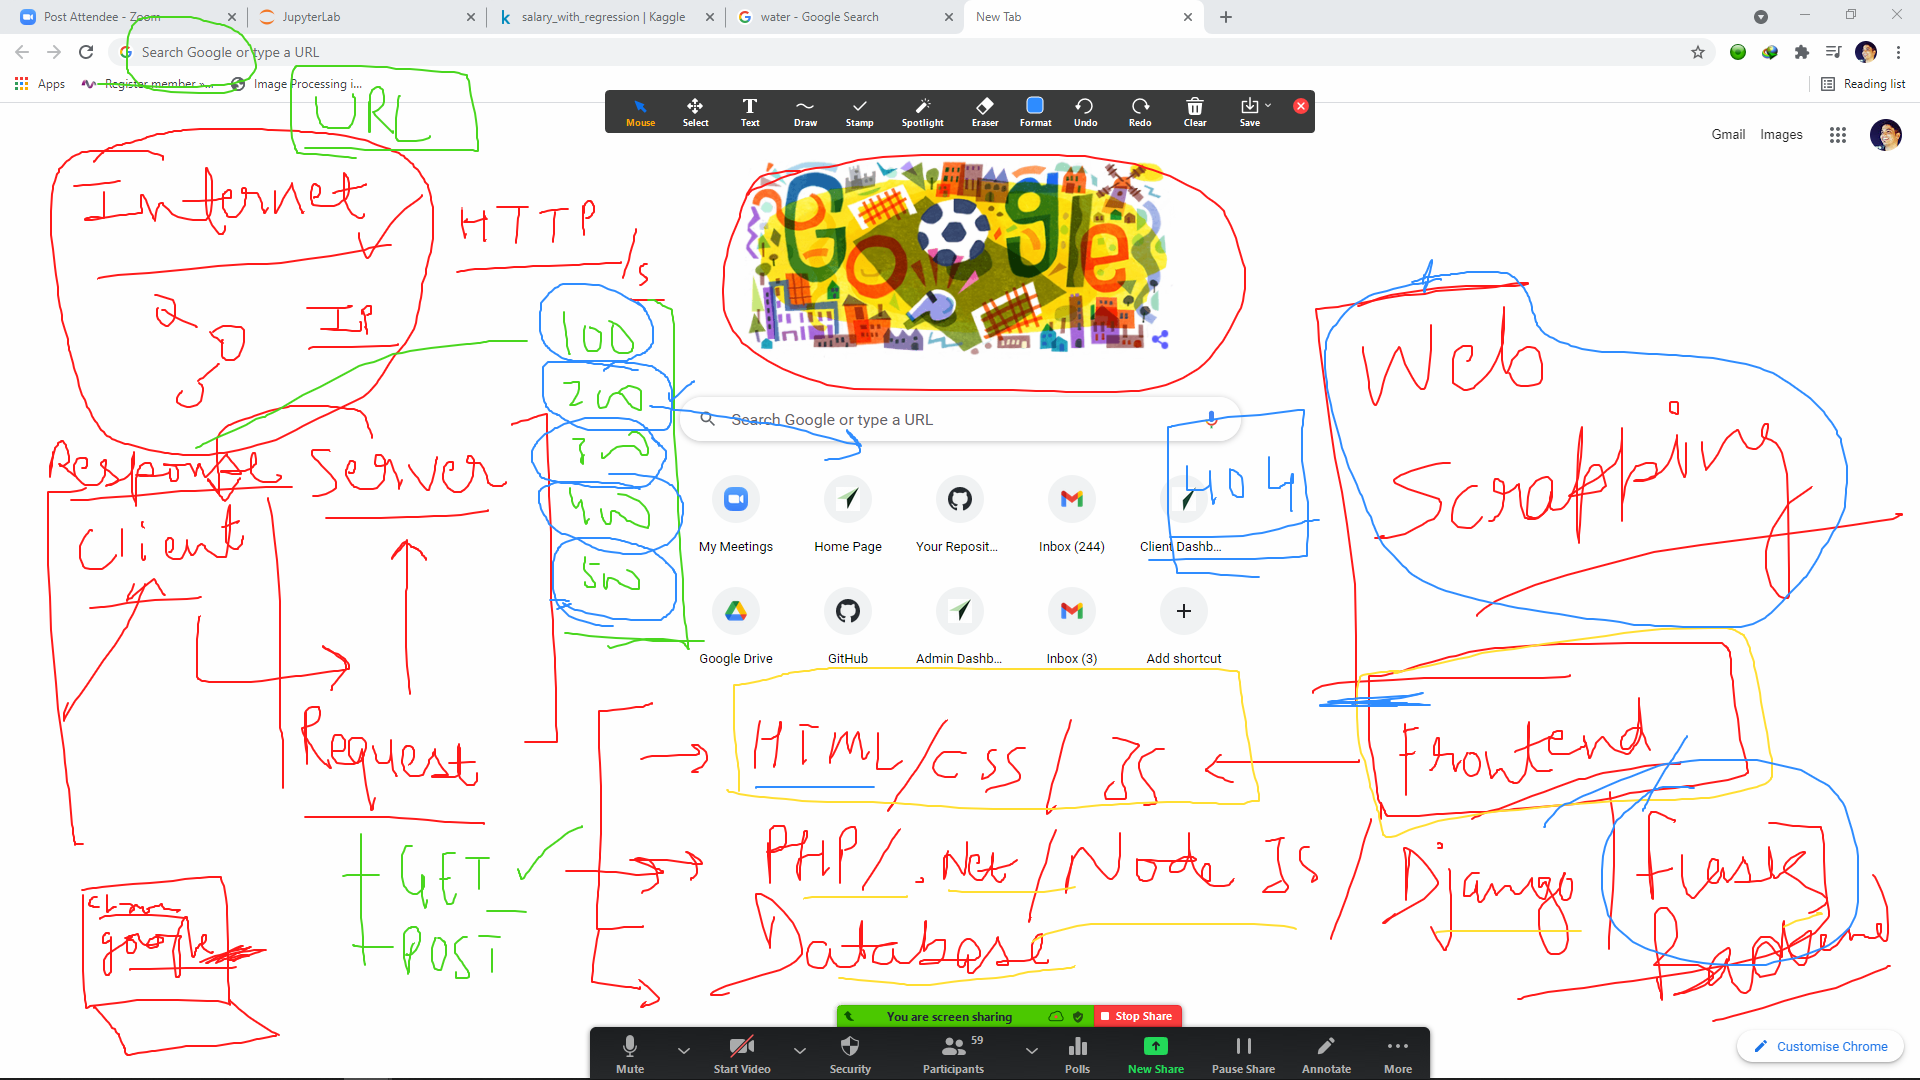 Post Attendee - Zoom
JupyterLab
salary_with_regression | Kaggle
water - Google Search
New Tab
Search Google or type a URL
Apps
Register member »...
Image Processing i...
Reading list
URL
Mouse
Select
Text
Draw
Stamp
Spotlight
Eraser
Format
Undo
Redo
Clear
Save
Gmail
Images
Internet
HTTP/s
IP
Google
100
200
300
400
500
Search Google or type a URL
404
Web
Scrapping
Response
Server
Client
My Meetings
Home Page
Your Reposit...
Inbox (244)
Client Dashb...
Google Drive
GitHub
Admin Dashb...
Inbox (3)
Add shortcut
Request
HTML/CSS/JS
Frontend
GET
POST
PHP/.Net/Node JS/Django
Flask
Database
Backend
google
You are screen sharing
Stop Share
Mute
Start Video
Security
Participants
59
Polls
New Share
Pause Share
Annotate
More
Customise Chrome